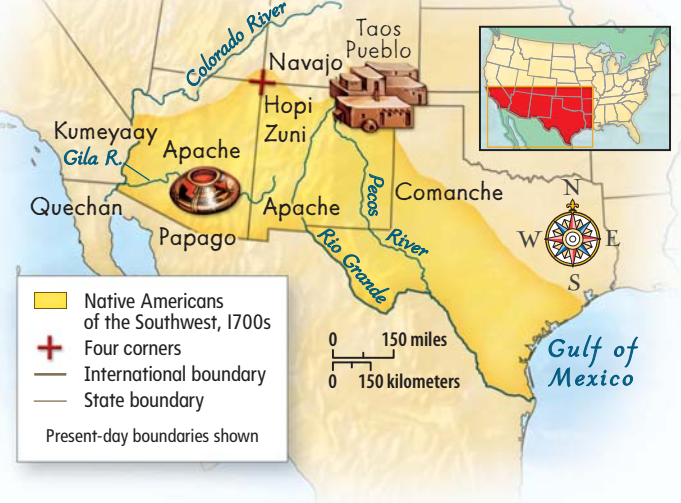 Colorado River
Taos
Pueblo
Navajo
Hopi
Zuni
Kumeyaay
Gila R.
Apache
Quechan
Papago
Apache
Pecos
River
Comanche
Rio Grande
N
W
E
S
Gulf of
Mexico
Native Americans
of the Southwest, 1700s
Four corners
International boundary
State boundary
Present-day boundaries shown
0 150 miles
0 150 kilometers